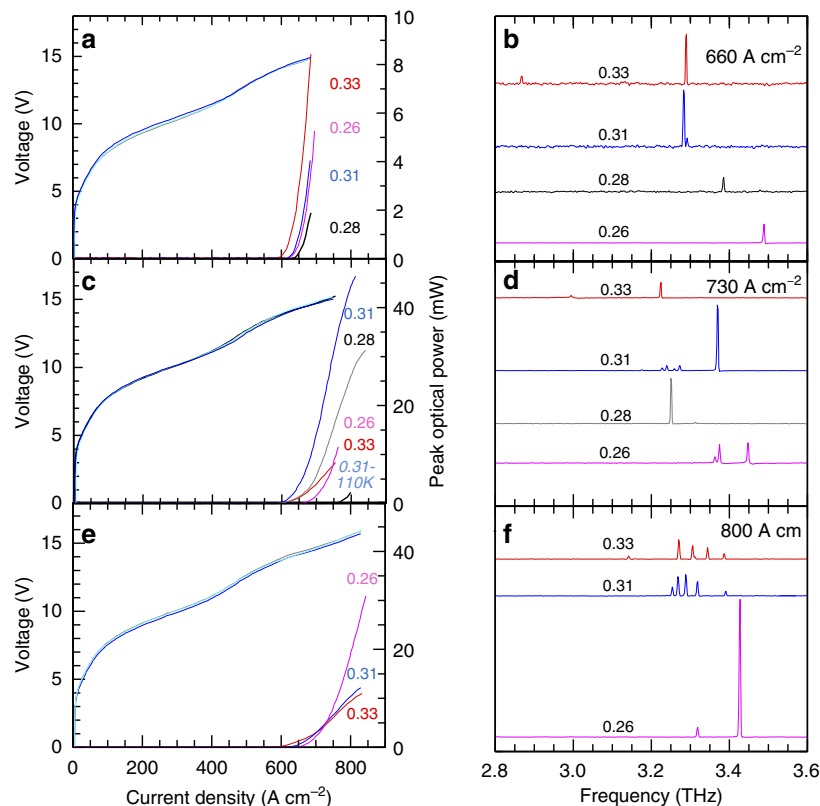 a
Voltage (V)
15
10
5
0
10
8
6
4
2
0
0.33
0.26
0.31
0.28
b
660 A cm⁻²
0.33
0.31
0.28
0.26
c
Voltage (V)
15
10
5
0
40
20
0
Peak optical power (mW)
0.31
0.28
0.26
0.33
0.31-
110K
d
730 A cm⁻²
0.33
0.31
0.28
0.26
e
Voltage (V)
15
10
5
0
40
20
0
0.26
0.31
0.33
0 200 400 600 800
Current density (A cm⁻²)
f
800 A cm
0.33
0.31
0.26
2.8 3.0 3.2 3.4 3.6
Frequency (THz)